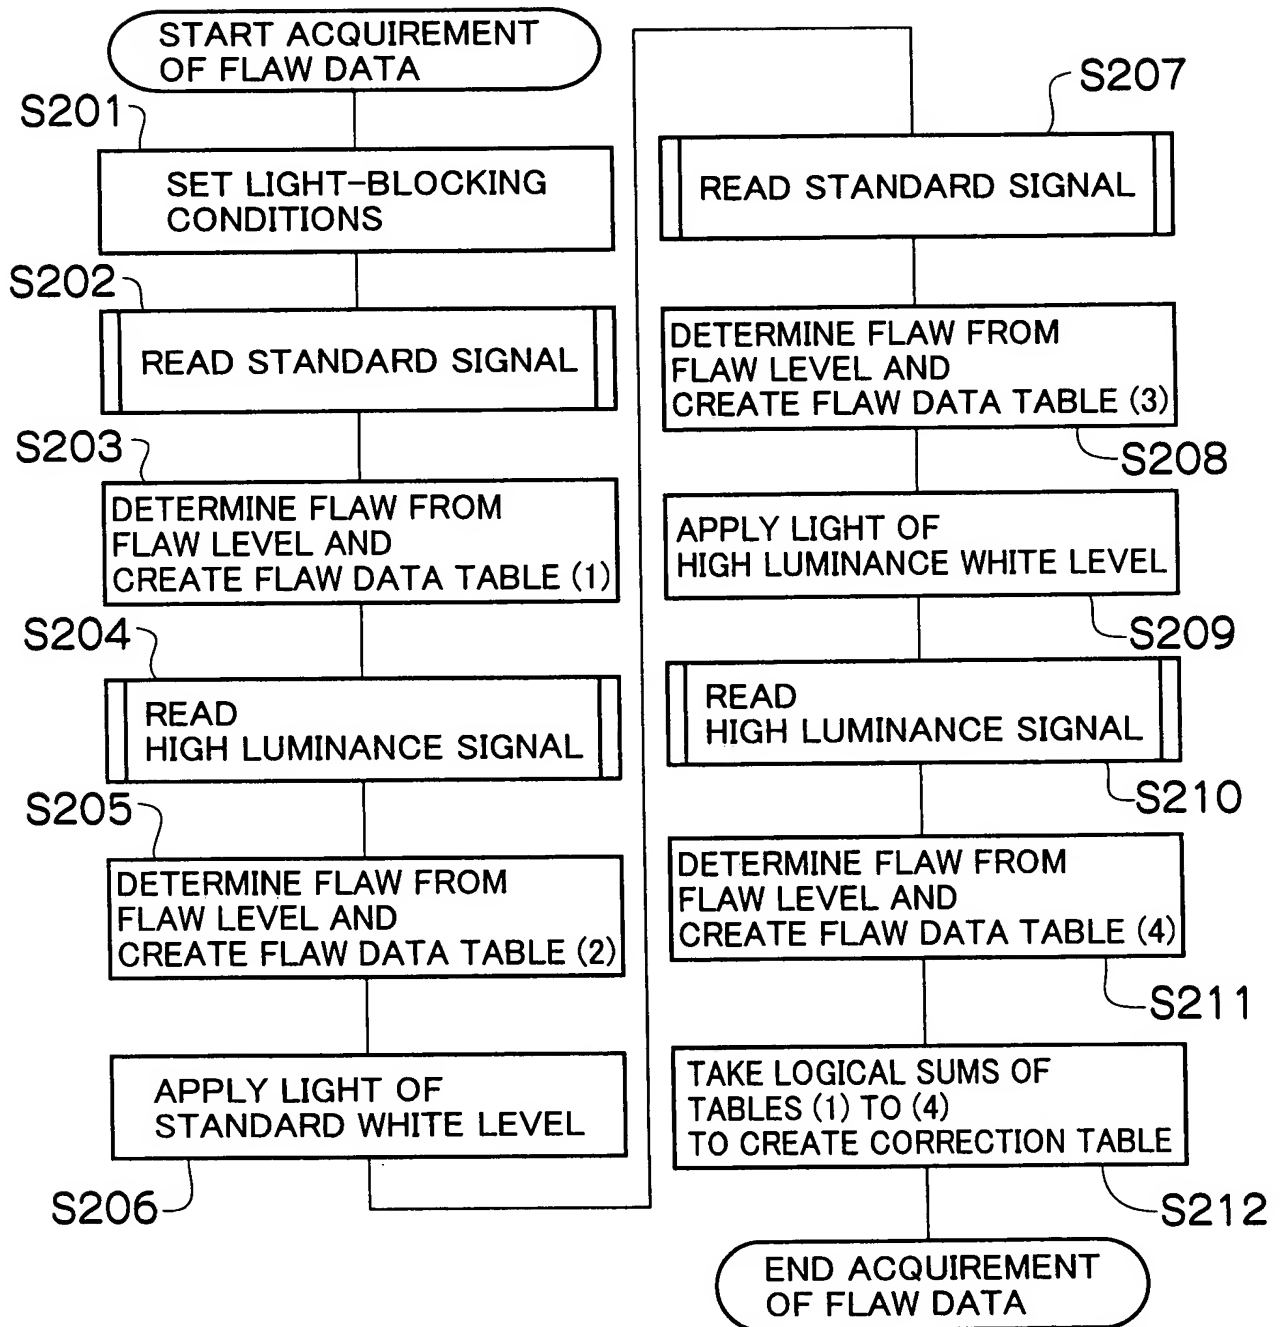 START ACQUIREMENT
OF FLAW DATA
S201
SET LIGHT-BLOCKING
CONDITIONS
S202
READ STANDARD SIGNAL
S203
DETERMINE FLAW FROM
FLAW LEVEL AND
CREATE FLAW DATA TABLE (1)
S204
READ
HIGH LUMINANCE SIGNAL
S205
DETERMINE FLAW FROM
FLAW LEVEL AND
CREATE FLAW DATA TABLE (2)
APPLY LIGHT OF
STANDARD WHITE LEVEL
S206
S207
READ STANDARD SIGNAL
DETERMINE FLAW FROM
FLAW LEVEL AND
CREATE FLAW DATA TABLE (3)
S208
APPLY LIGHT OF
HIGH LUMINANCE WHITE LEVEL
S209
READ
HIGH LUMINANCE SIGNAL
S210
DETERMINE FLAW FROM
FLAW LEVEL AND
CREATE FLAW DATA TABLE (4)
S211
TAKE LOGICAL SUMS OF
TABLES (1) TO (4)
TO CREATE CORRECTION TABLE
S212
END ACQUIREMENT
OF FLAW DATA